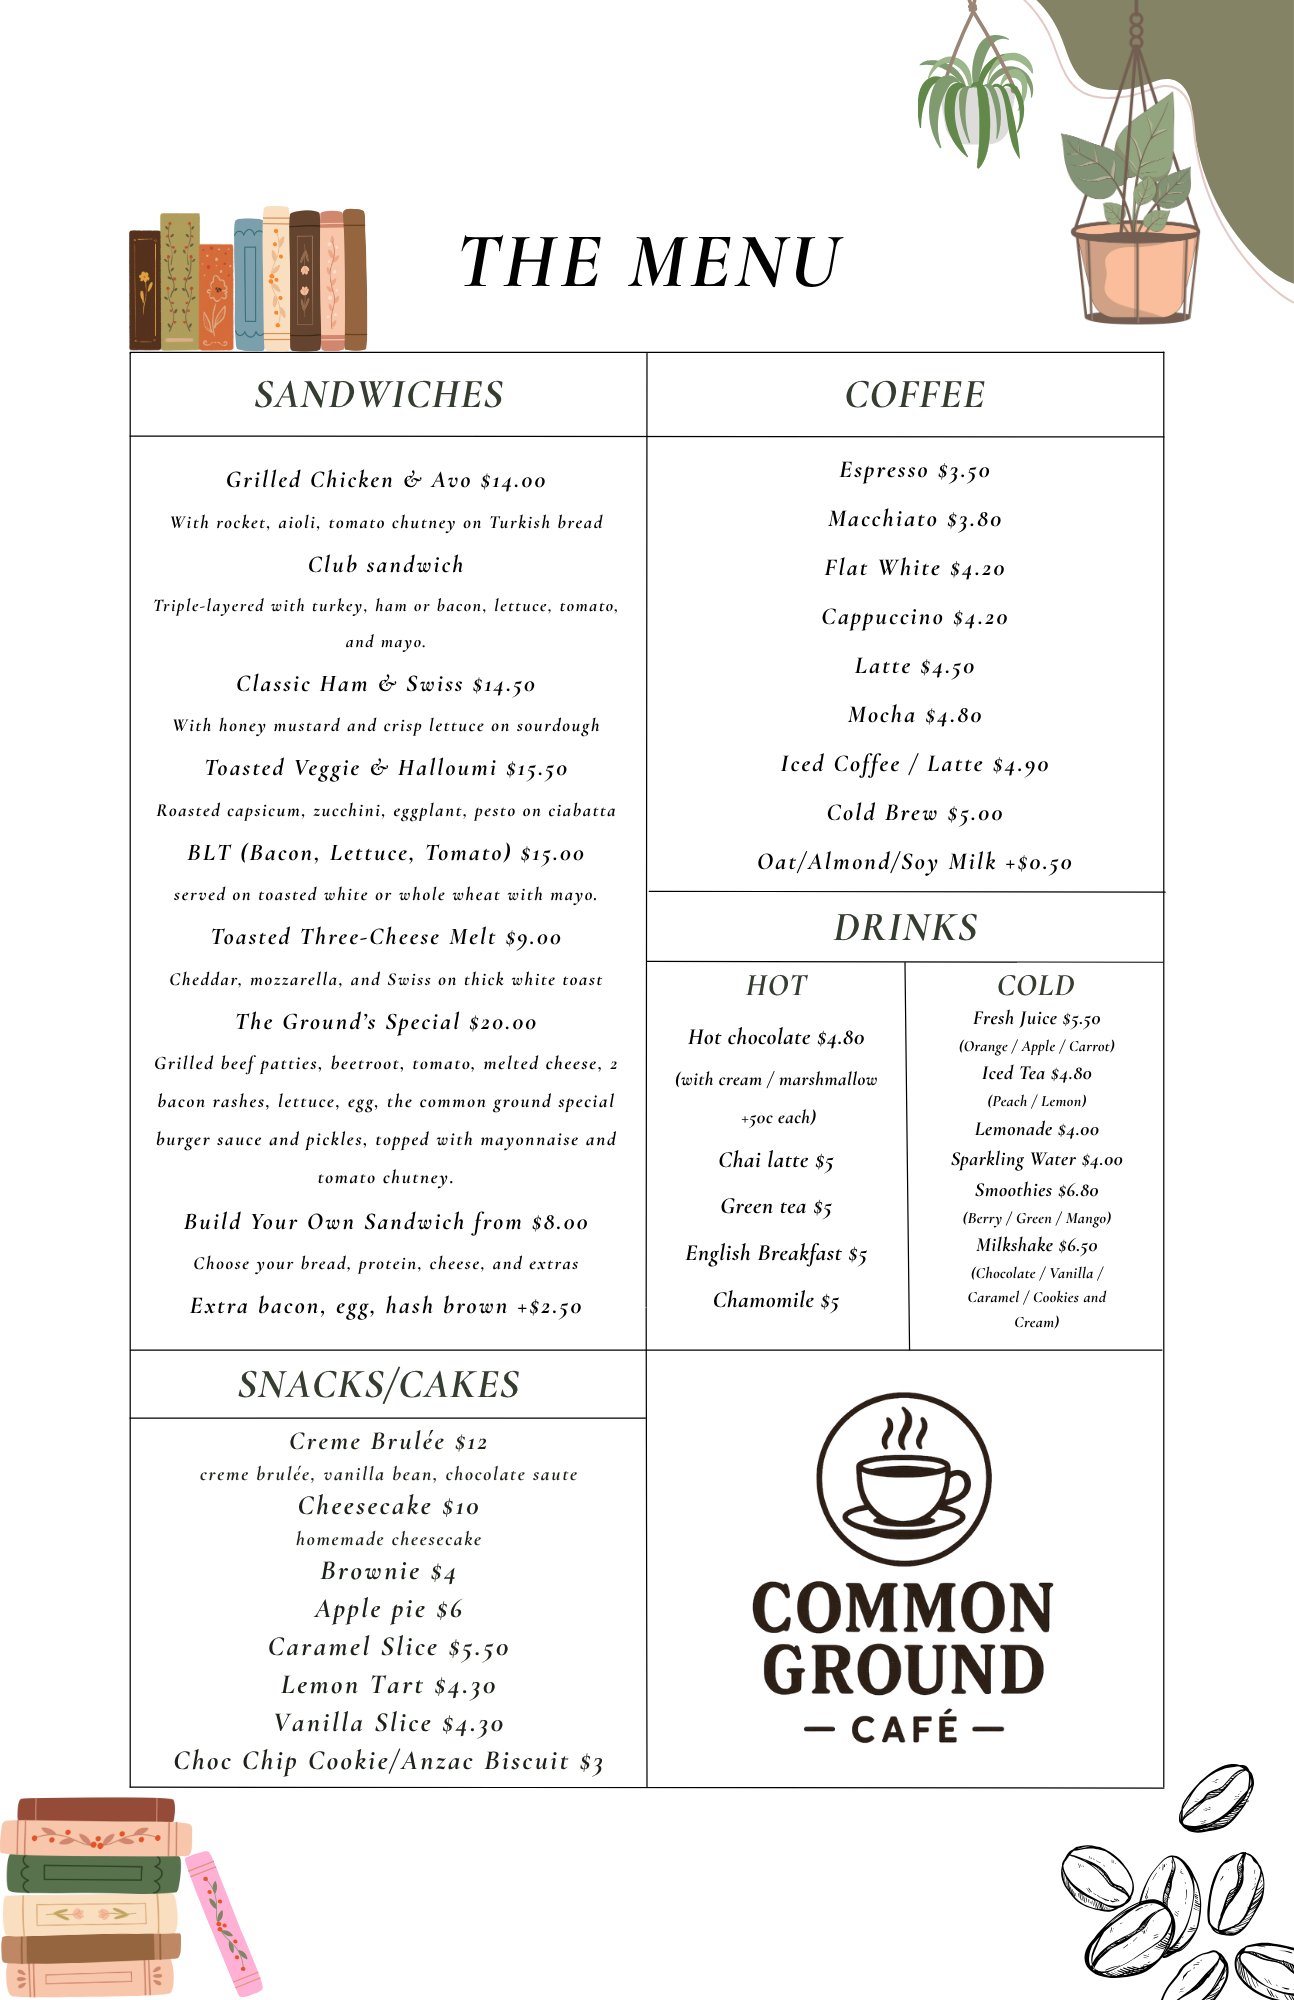 THE MENU
SANDWICHES
Grilled Chicken & Avo $14.00
With rocket, aioli, tomato chutney on Turkish bread
Club sandwich
Triple-layered with turkey, ham or bacon, lettuce, tomato,
and mayo.
Classic Ham & Swiss $14.50
With honey mustard and crisp lettuce on sourdough
Toasted Veggie & Halloumi $15.50
Roasted capsicum, zucchini, eggplant, pesto on ciabatta
BLT (Bacon, Lettuce, Tomato) $15.00
served on toasted white or whole wheat with mayo.
Toasted Three-Cheese Melt $9.00
Cheddar, mozzarella, and Swiss on thick white toast
The Ground's Special $20.00
Grilled beef patties, beetroot, tomato, melted cheese, 2
bacon rashes, lettuce, egg, the common ground special
burger sauce and pickles, topped with mayonnaise and
tomato chutney.
Build Your Own Sandwich from $8.00
Choose your bread, protein, cheese, and extras
Extra bacon, egg, hash brown +$2.50
SNACKS/CAKES
Creme Brulée $12
creme brulée, vanilla bean, chocolate saute
Cheesecake $10
homemade cheesecake
Brownie $4
Apple pie $6
Caramel Slice $5.50
Lemon Tart $4.30
Vanilla Slice $4.30
Choc Chip Cookie/Anzac Biscuit $3
COFFEE
Espresso $3.50
Macchiato $3.80
Flat White $4.20
Cappuccino $4.20
Latte $4.50
Mocha $4.80
Iced Coffee / Latte $4.90
Cold Brew $5.00
Oat/Almond/Soy Milk +$0.50
DRINKS
HOT
Hot chocolate $4.80
(with cream / marshmallow
+50c each)
Chai latte $5
Green tea $5
English Breakfast $5
Chamomile $5
COLD
Fresh Juice $5.50
(Orange / Apple / Carrot)
Iced Tea $4.80
(Peach / Lemon)
Lemonade $4.00
Sparkling Water $4.00
Smoothies $6.80
(Berry / Green / Mango)
Milkshake $6.50
(Chocolate / Vanilla /
Caramel / Cookies and
Cream)
COMMON
GROUND
— CAFÉ —